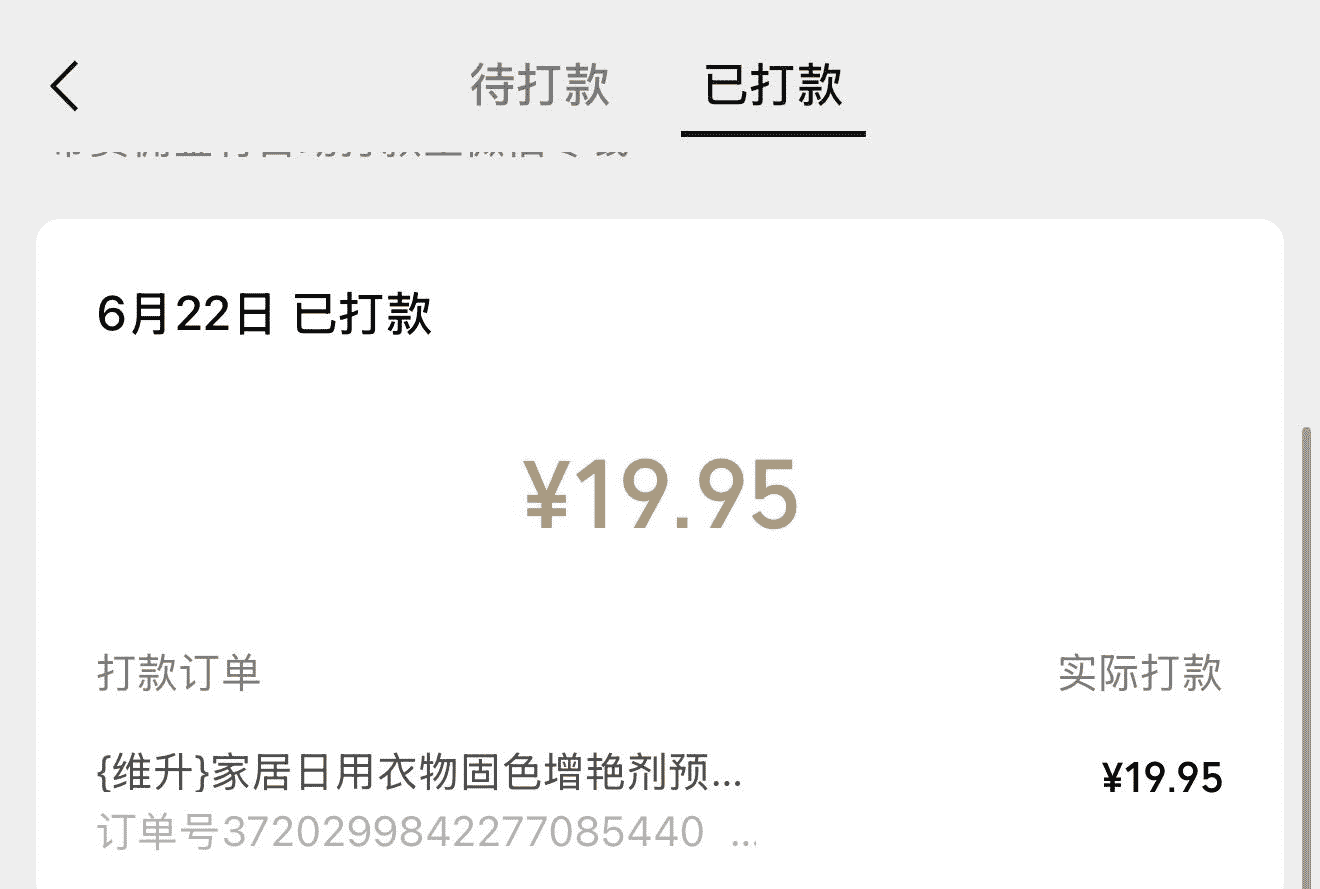 待打款 已打款
6月22日 已打款
¥19.95
打款订单 实际打款
{维升}家居日用衣物固色增艳剂预... ¥19.95
订单号3720299842277085440 ...